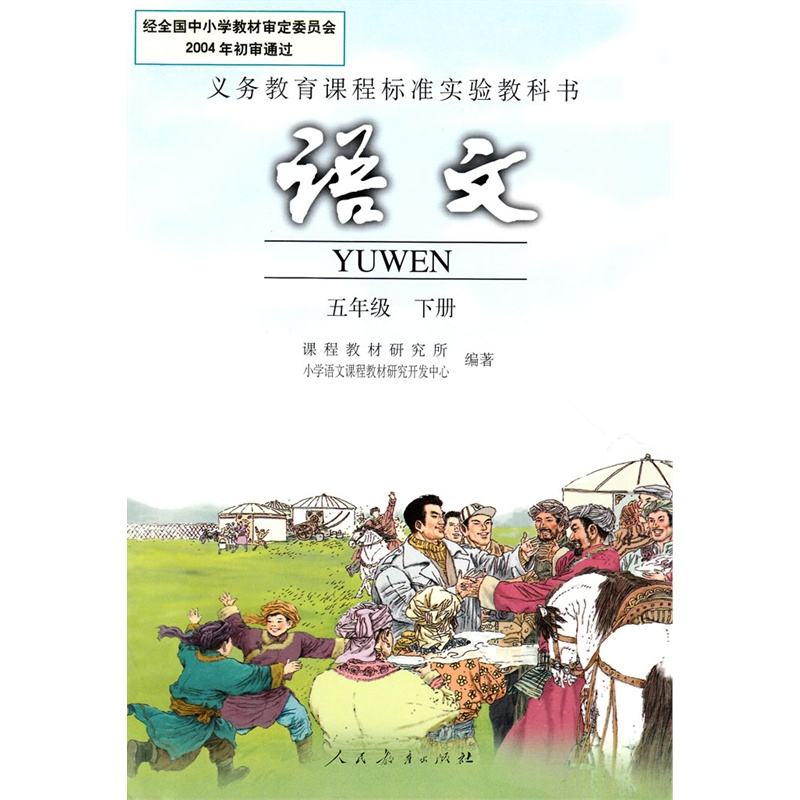 经全国中小学教材审定委员会
2004年初审通过
义务教育课程标准实验教科书
语文
YUWEN
五年级 下册
课程教材研究所
小学语文课程教材研究开发中心
编著
人民教育出版社